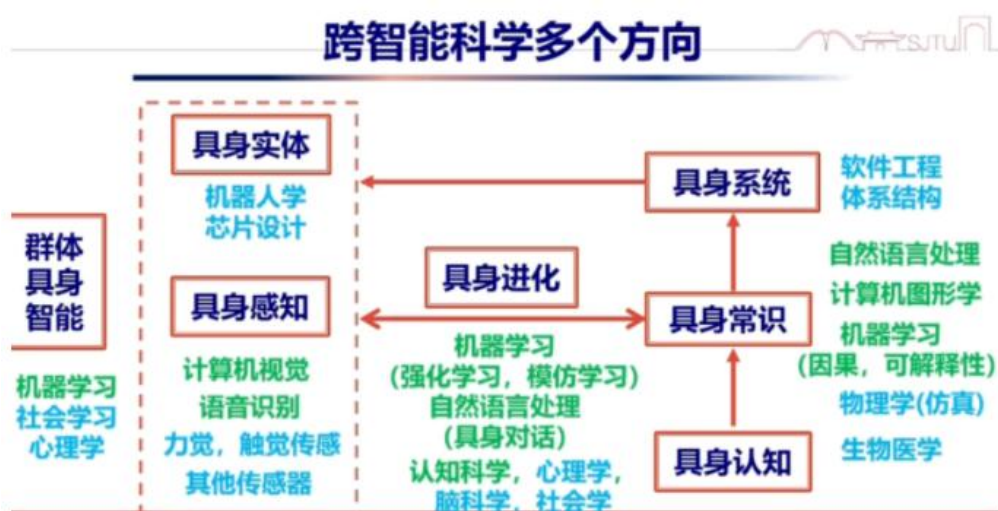 跨智能科学多个方向
SJTU
群体
具身
智能
机器学习
社会学习
心理学
具身实体
机器人学
芯片设计
具身感知
计算机视觉
语音识别
力觉，触觉传感
其他传感器
具身进化
机器学习
(强化学习，模仿学习)
自然语言处理
(具身对话)
认知科学，心理学，
脑科学，社会学
具身系统
软件工程
体系结构
具身常识
自然语言处理
计算机图形学
机器学习
(因果，可解释性)
物理学(仿真)
具身认知
生物医学